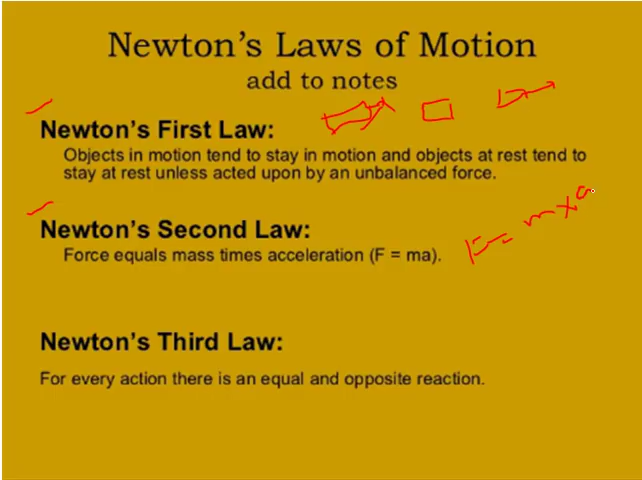 Newton's Laws of Motion
add to notes
Newton's First Law:
Objects in motion tend to stay in motion and objects at rest tend to
stay at rest unless acted upon by an unbalanced force.
Newton's Second Law:
Force equals mass times acceleration (F = ma).
F = m x a
Newton's Third Law:
For every action there is an equal and opposite reaction.